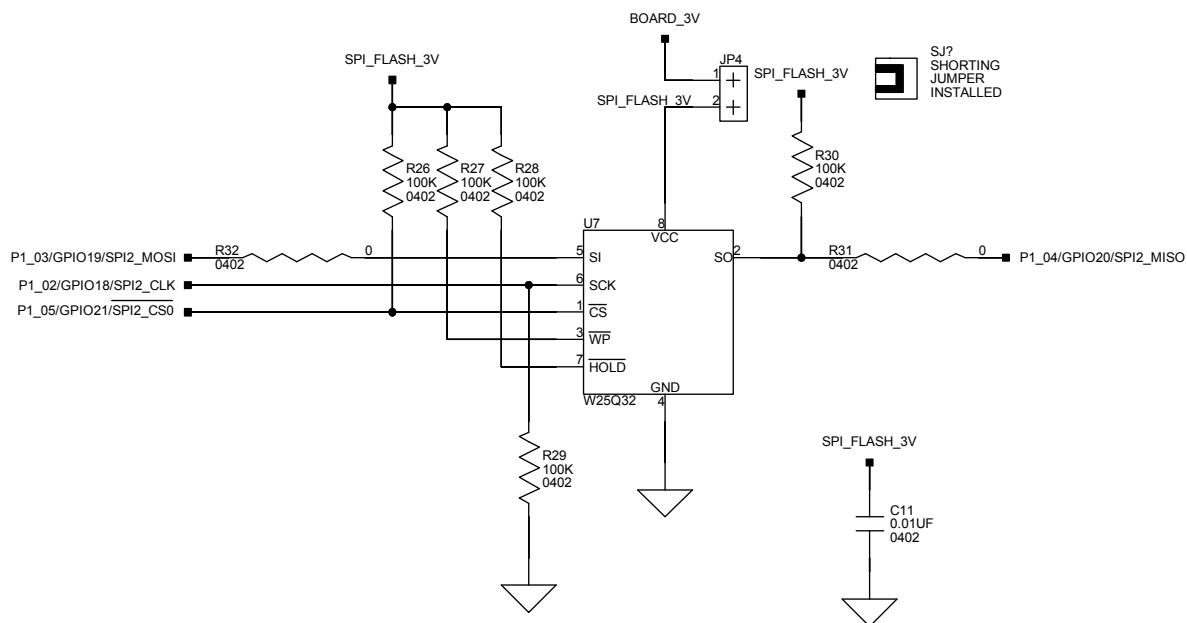 BOARD_3V
SPI_FLASH_3V
JP4
1
SPI_FLASH_3V
SPI_FLASH_3V
2
SJ?
SHORTING
JUMPER
INSTALLED
R26
100K
0402
R27
100K
0402
R28
100K
0402
R30
100K
0402
U7
8
VCC
P1_03/GPIO19/SPI2_MOSI
R32
0402
0
5
SI
SO
2
R31
0402
0
P1_04/GPIO20/SPI2_MISO
P1_02/GPIO18/SPI2_CLK
6
SCK
P1_05/GPIO21/SPI2_CS0
1
CS
3
WP
7
HOLD
GND
4
W25Q32
R29
100K
0402
SPI_FLASH_3V
C11
0.01UF
0402